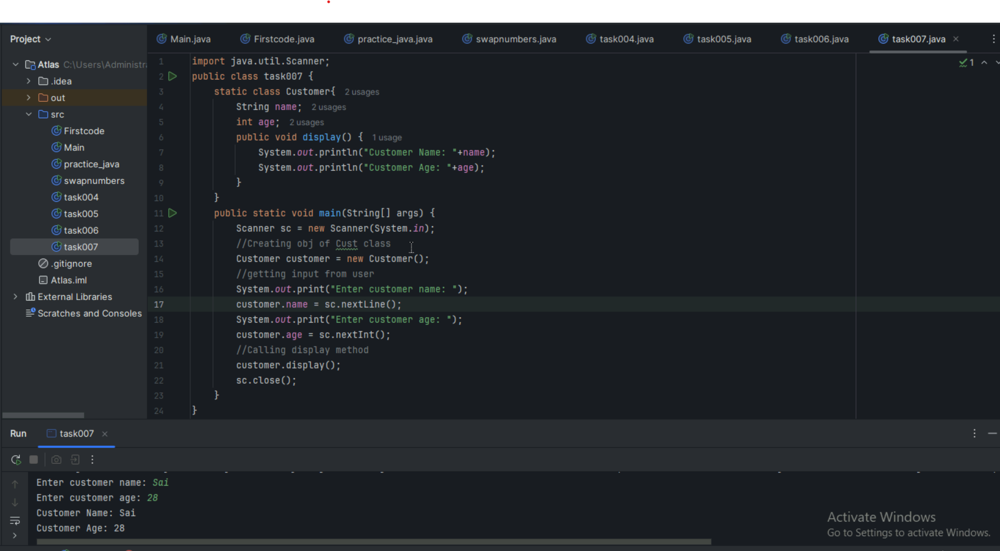 Project
Main.java Firstcode.java practice_java.java swapnumbers.java task004.java task005.java task006.java task007.java
Atlas C:\Users\Administra
.idea
out
src
Firstcode
Main
practice_java
swapnumbers
task004
task005
task006
task007
.gitignore
Atlas.iml
External Libraries
Scratches and Consoles
1 import java.util.Scanner;
2 public class task007 {
3 static class Customer{ 2 usages
4 String name; 2 usages
5 int age; 2 usages
6 public void display() { 1 usage
7 System.out.println("Customer Name: "+name);
8 System.out.println("Customer Age: "+age);
9 }
10 }
11 public static void main(String[] args) {
12 Scanner sc = new Scanner(System.in);
13 //Creating obj of Cust class
14 Customer customer = new Customer();
15 //getting input from user
16 System.out.print("Enter customer name: ");
17 customer.name = sc.nextLine();
18 System.out.print("Enter customer age: ");
19 customer.age = sc.nextInt();
20 //Calling display method
21 customer.display();
22 sc.close();
23 }
24 }
1
Run task007
Enter customer name: Sai
Enter customer age: 28
Customer Name: Sai
Customer Age: 28
Activate Windows
Go to Settings to activate Windows.